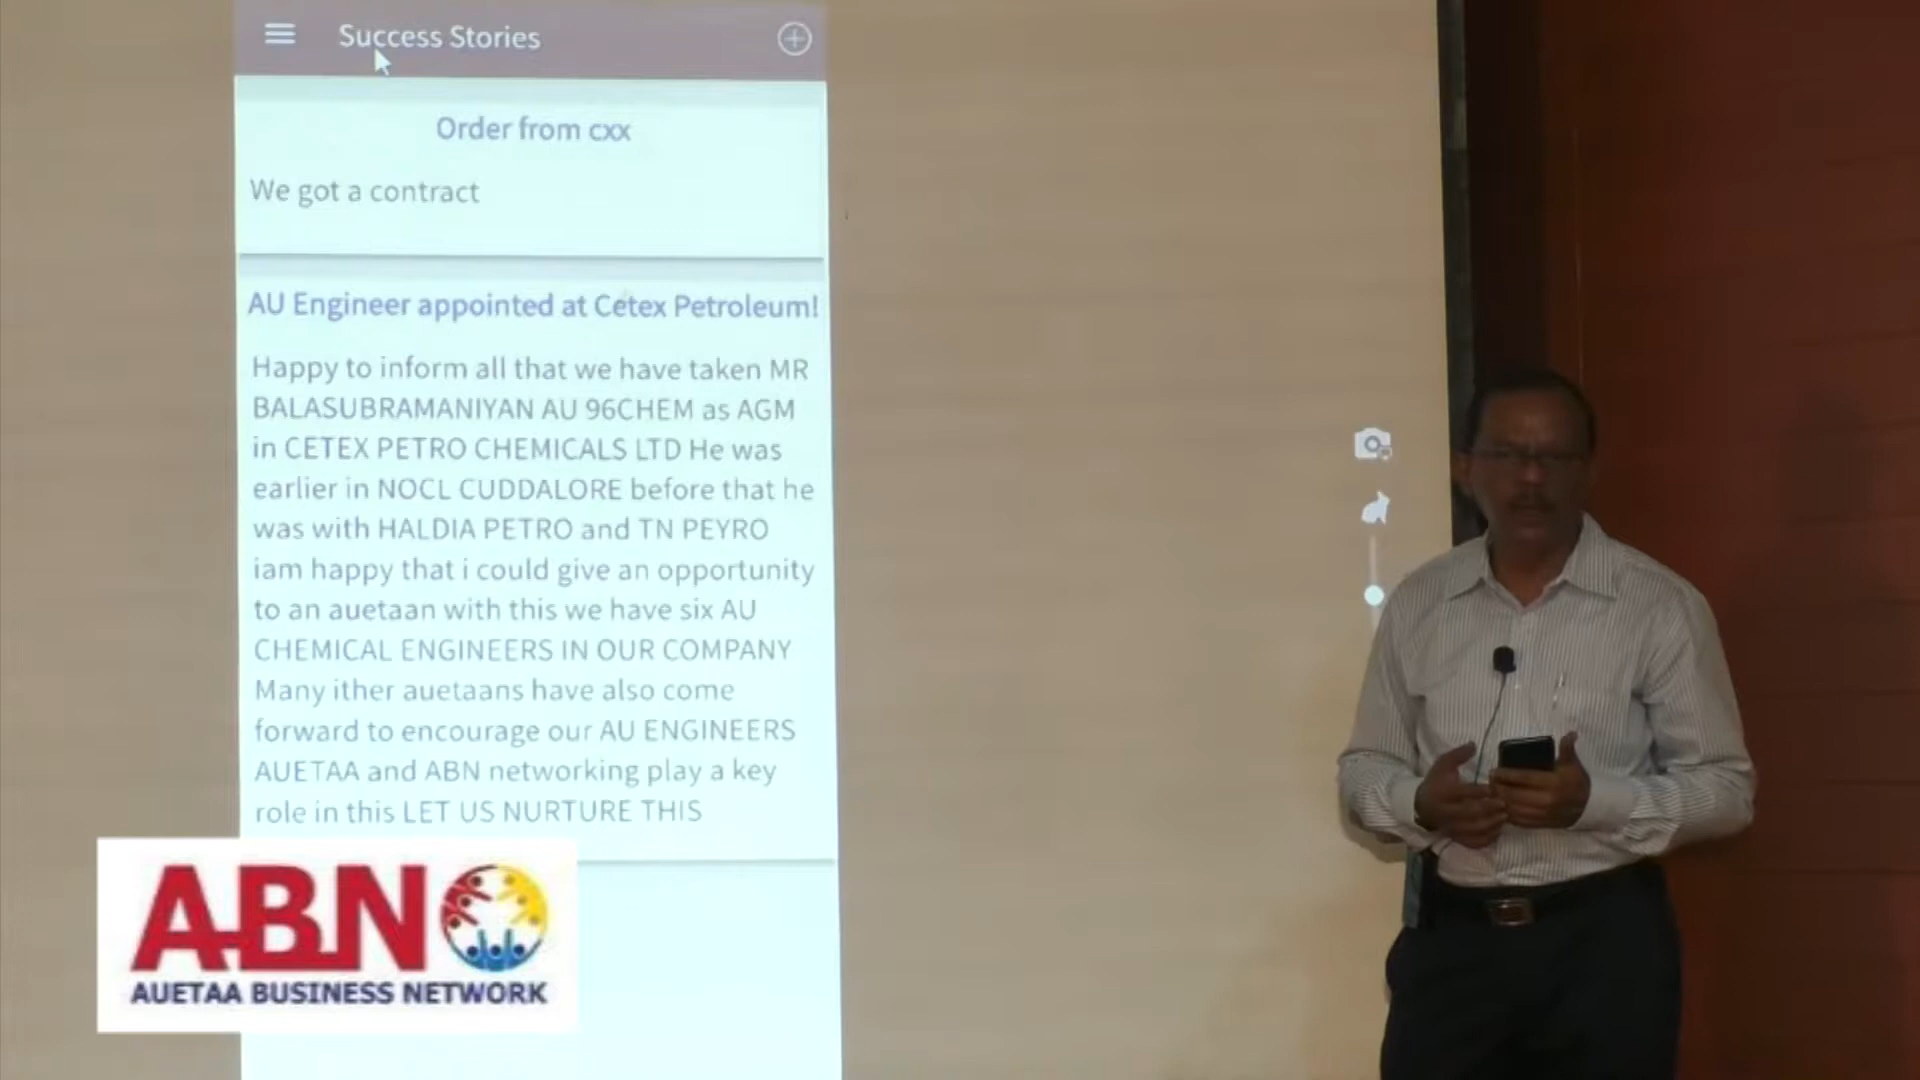 Success Stories
Order from cxx
We got a contract
AU Engineer appointed at Cetex Petroleum!
Happy to inform all that we have taken MR
BALASUBRAMANIYAN AU 96CHEM as AGM
in CETEX PETRO CHEMICALS LTD He was
earlier in NOCL CUDDALORE before that he
was with HALDIA PETRO and TN PEYRO
iam happy that i could give an opportunity
to an auetaan with this we have six AU
CHEMICAL ENGINEERS IN OUR COMPANY
Many ither auetaans have also come
forward to encourage our AU ENGINEERS
AUETAA and ABN networking play a key
role in this LET US NURTURE THIS
ABN
AUETAA BUSINESS NETWORK